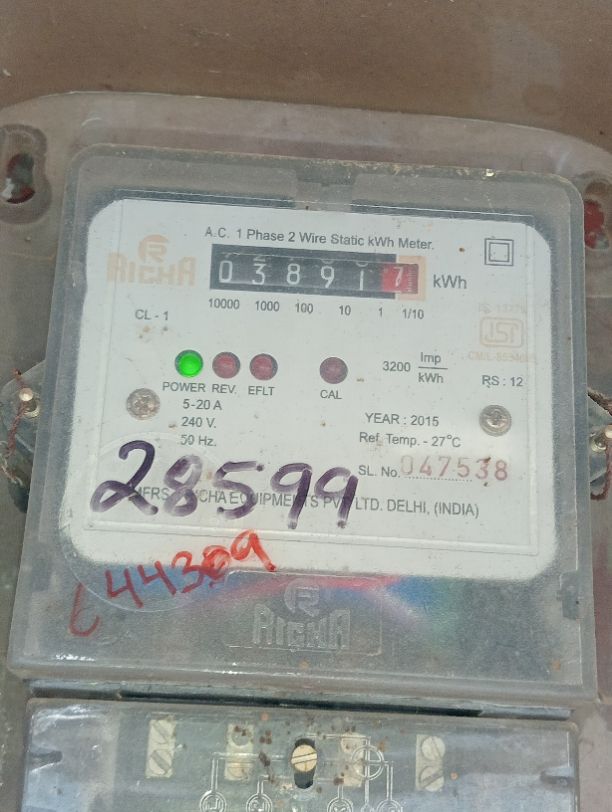 A.C. 1 Phase 2 Wire Static kWh Meter.
RICHA
038917 kWh
10000 1000 100 10 1 1/10
CL - 1
3200 Imp/kWh
POWER REV. EFLT CAL
RS : 12
5-20 A
240 V.
50 Hz.
YEAR : 2015
Ref. Temp. - 27°C
SL. No. 047538
28599
MFRS. RICHA EQUIPMENTS PVT. LTD. DELHI, (INDIA)
44309
RICHA